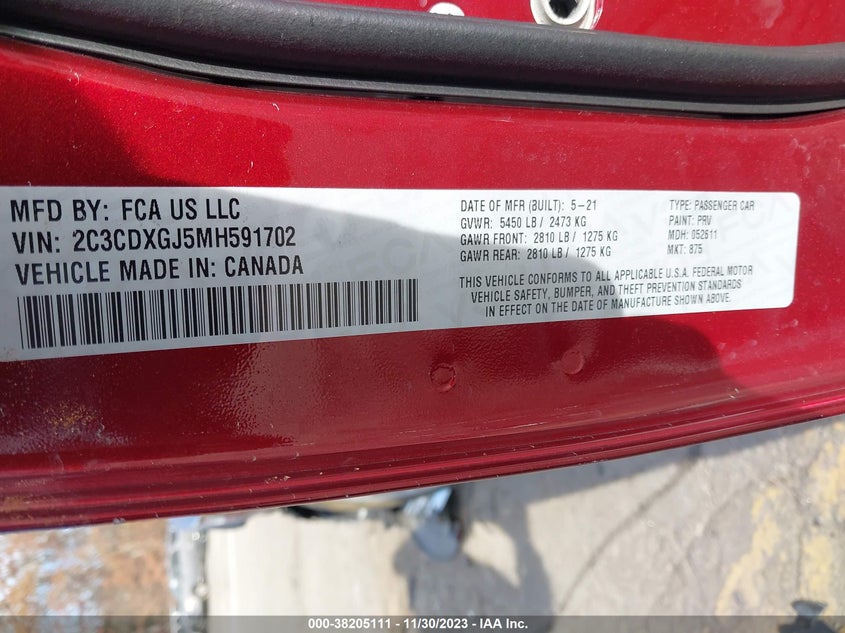 MFD BY: FCA US LLC
VIN: 2C3CDXGJ5MH591702
VEHICLE MADE IN: CANADA
DATE OF MFR (BUILT): 5-21
GVWR: 5450 LB / 2473 KG
GAWR FRONT: 2810 LB / 1275 KG
GAWR REAR: 2810 LB / 1275 KG
TYPE: PASSENGER CAR
PAINT: PRV
MDH: 052611
MKT: 875
THIS VEHICLE CONFORMS TO ALL APPLICABLE U.S.A. FEDERAL MOTOR
VEHICLE SAFETY, BUMPER, AND THEFT PREVENTION STANDARDS
IN EFFECT ON THE DATE OF MANUFACTURE SHOWN ABOVE.
000-38205111 - 11/30/2023 - IAA Inc.